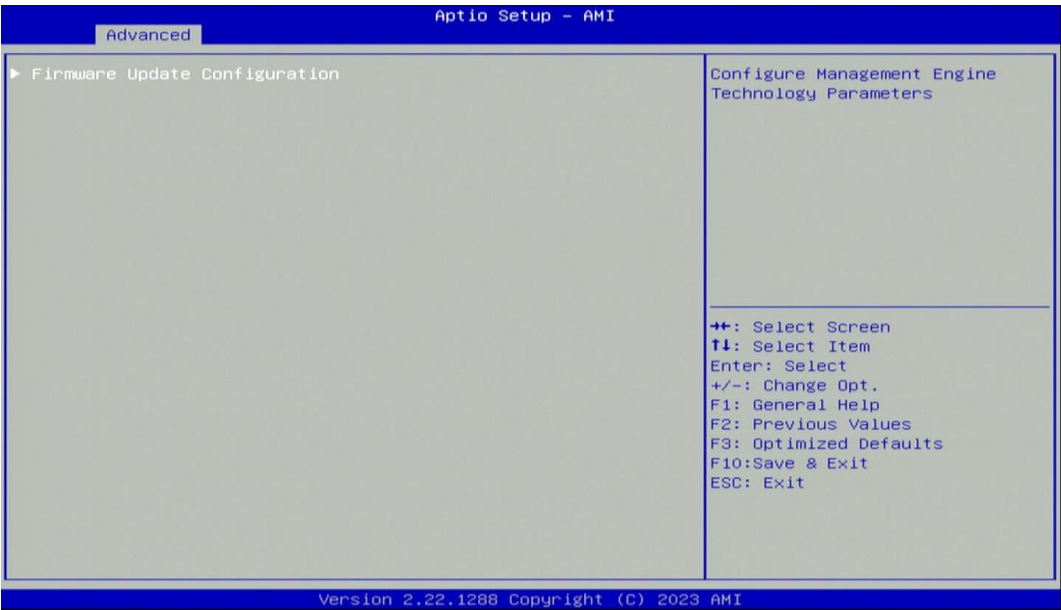 Aptio Setup – AMI
Advanced
► Firmware Update Configuration
Configure Management Engine
Technology Parameters
→←: Select Screen
↑↓: Select Item
Enter: Select
+/-: Change Opt.
F1: General Help
F2: Previous Values
F3: Optimized Defaults
F10:Save & Exit
ESC: Exit
Version 2.22.1288 Copyright (C) 2023 AMI